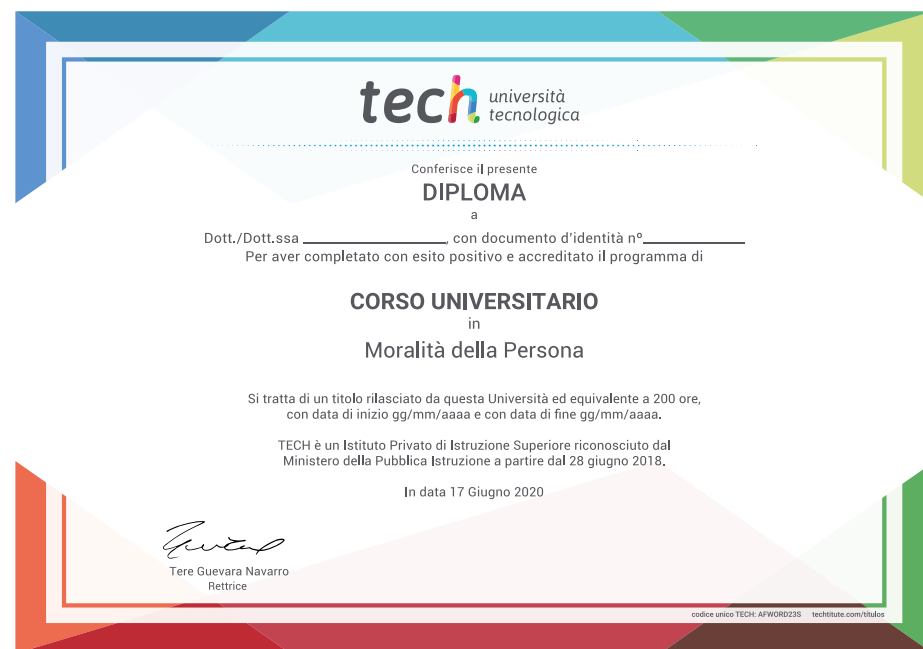 tech università
tecnologica
Conferisce il presente
DIPLOMA
a
Dott./Dott.ssa ____________________, con documento d'identità nº______________
Per aver completato con esito positivo e accreditato il programma di
CORSO UNIVERSITARIO
in
Moralità della Persona
Si tratta di un titolo rilasciato da questa Università ed equivalente a 200 ore,
con data di inizio gg/mm/aaaa e con data di fine gg/mm/aaaa.
TECH è un Istituto Privato di Istruzione Superiore riconosciuto dal
Ministero della Pubblica Istruzione a partire dal 28 giugno 2018.
In data 17 Giugno 2020
Tere Guevara Navarro
Rettrice
codice unico TECH: AFWORD23S techtitute.com/titulos